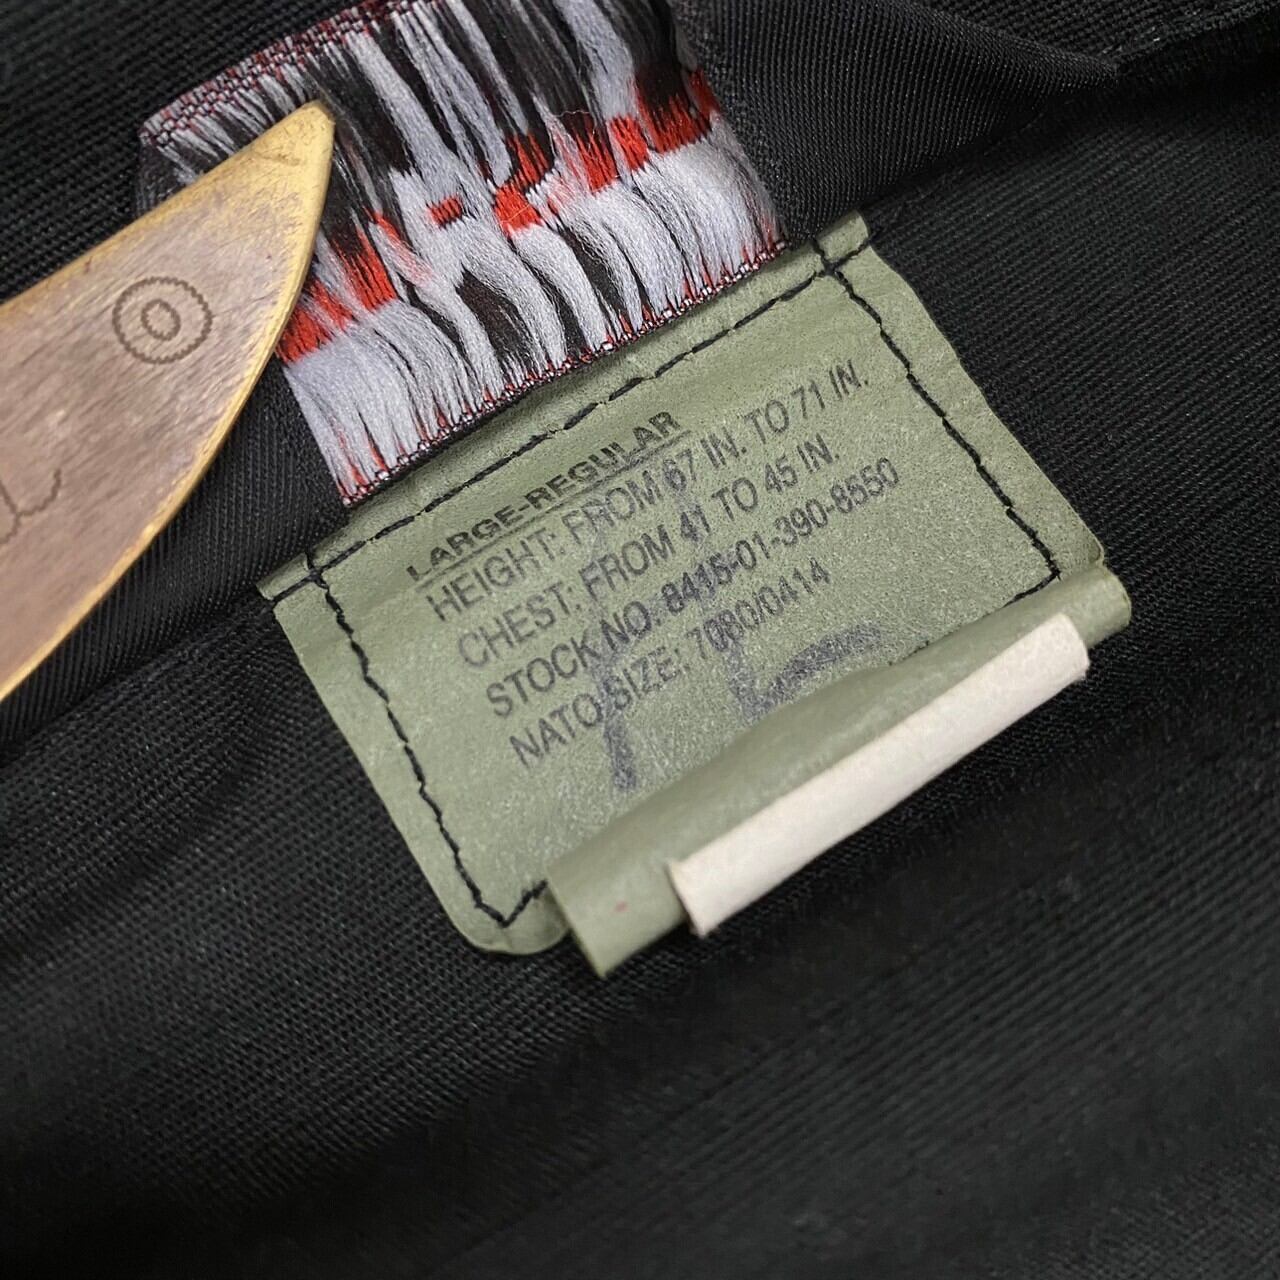 LARGE-REGULAR
HEIGHT: FROM 67 IN. TO 71 IN.
CHEST: FROM 41 TO 45 IN.
STOCK NO. 8415-01-390-8550
NATO SIZE: 7080/0414